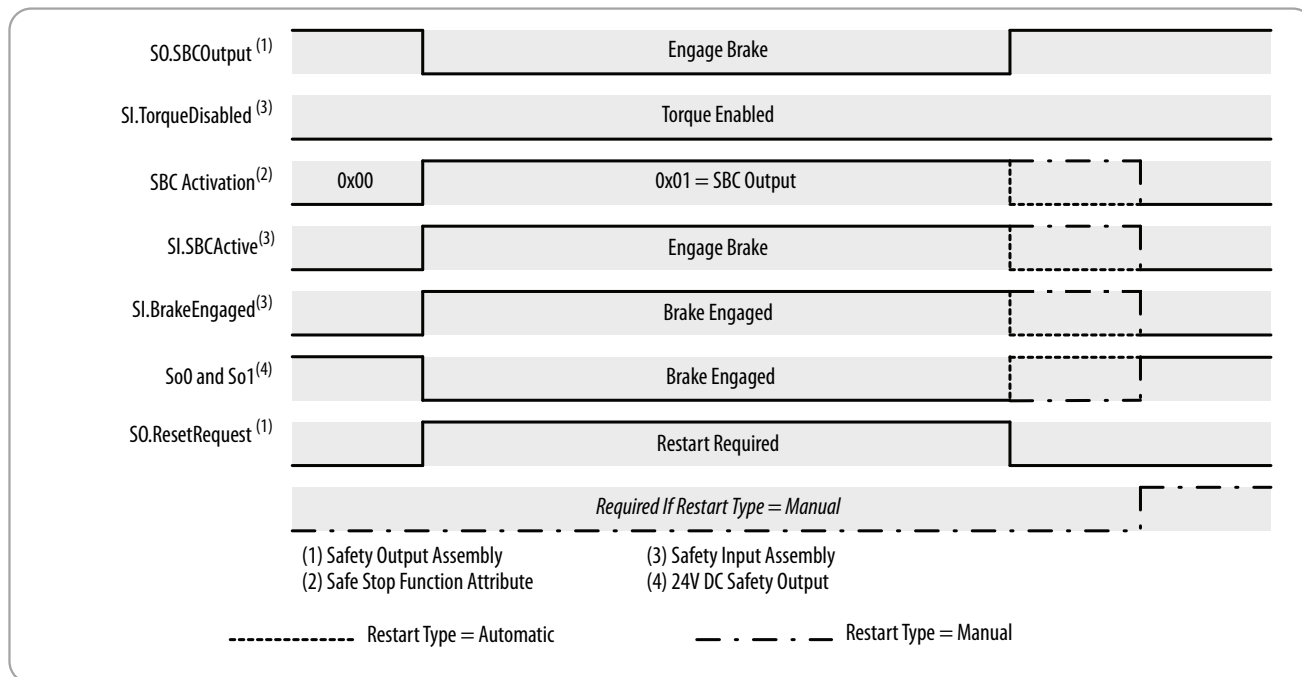 SO.SBCOutput (1)
Engage Brake
SI.TorqueDisabled (3)
Torque Enabled
SBC Activation(2)
0x00
0x01 = SBC Output
SI.SBCActive(3)
Engage Brake
SI.BrakeEngaged(3)
Brake Engaged
So0 and So1(4)
Brake Engaged
SO.ResetRequest (1)
Restart Required
Required If Restart Type = Manual
(1) Safety Output Assembly
(2) Safe Stop Function Attribute
(3) Safety Input Assembly
(4) 24V DC Safety Output
Restart Type = Automatic
Restart Type = Manual